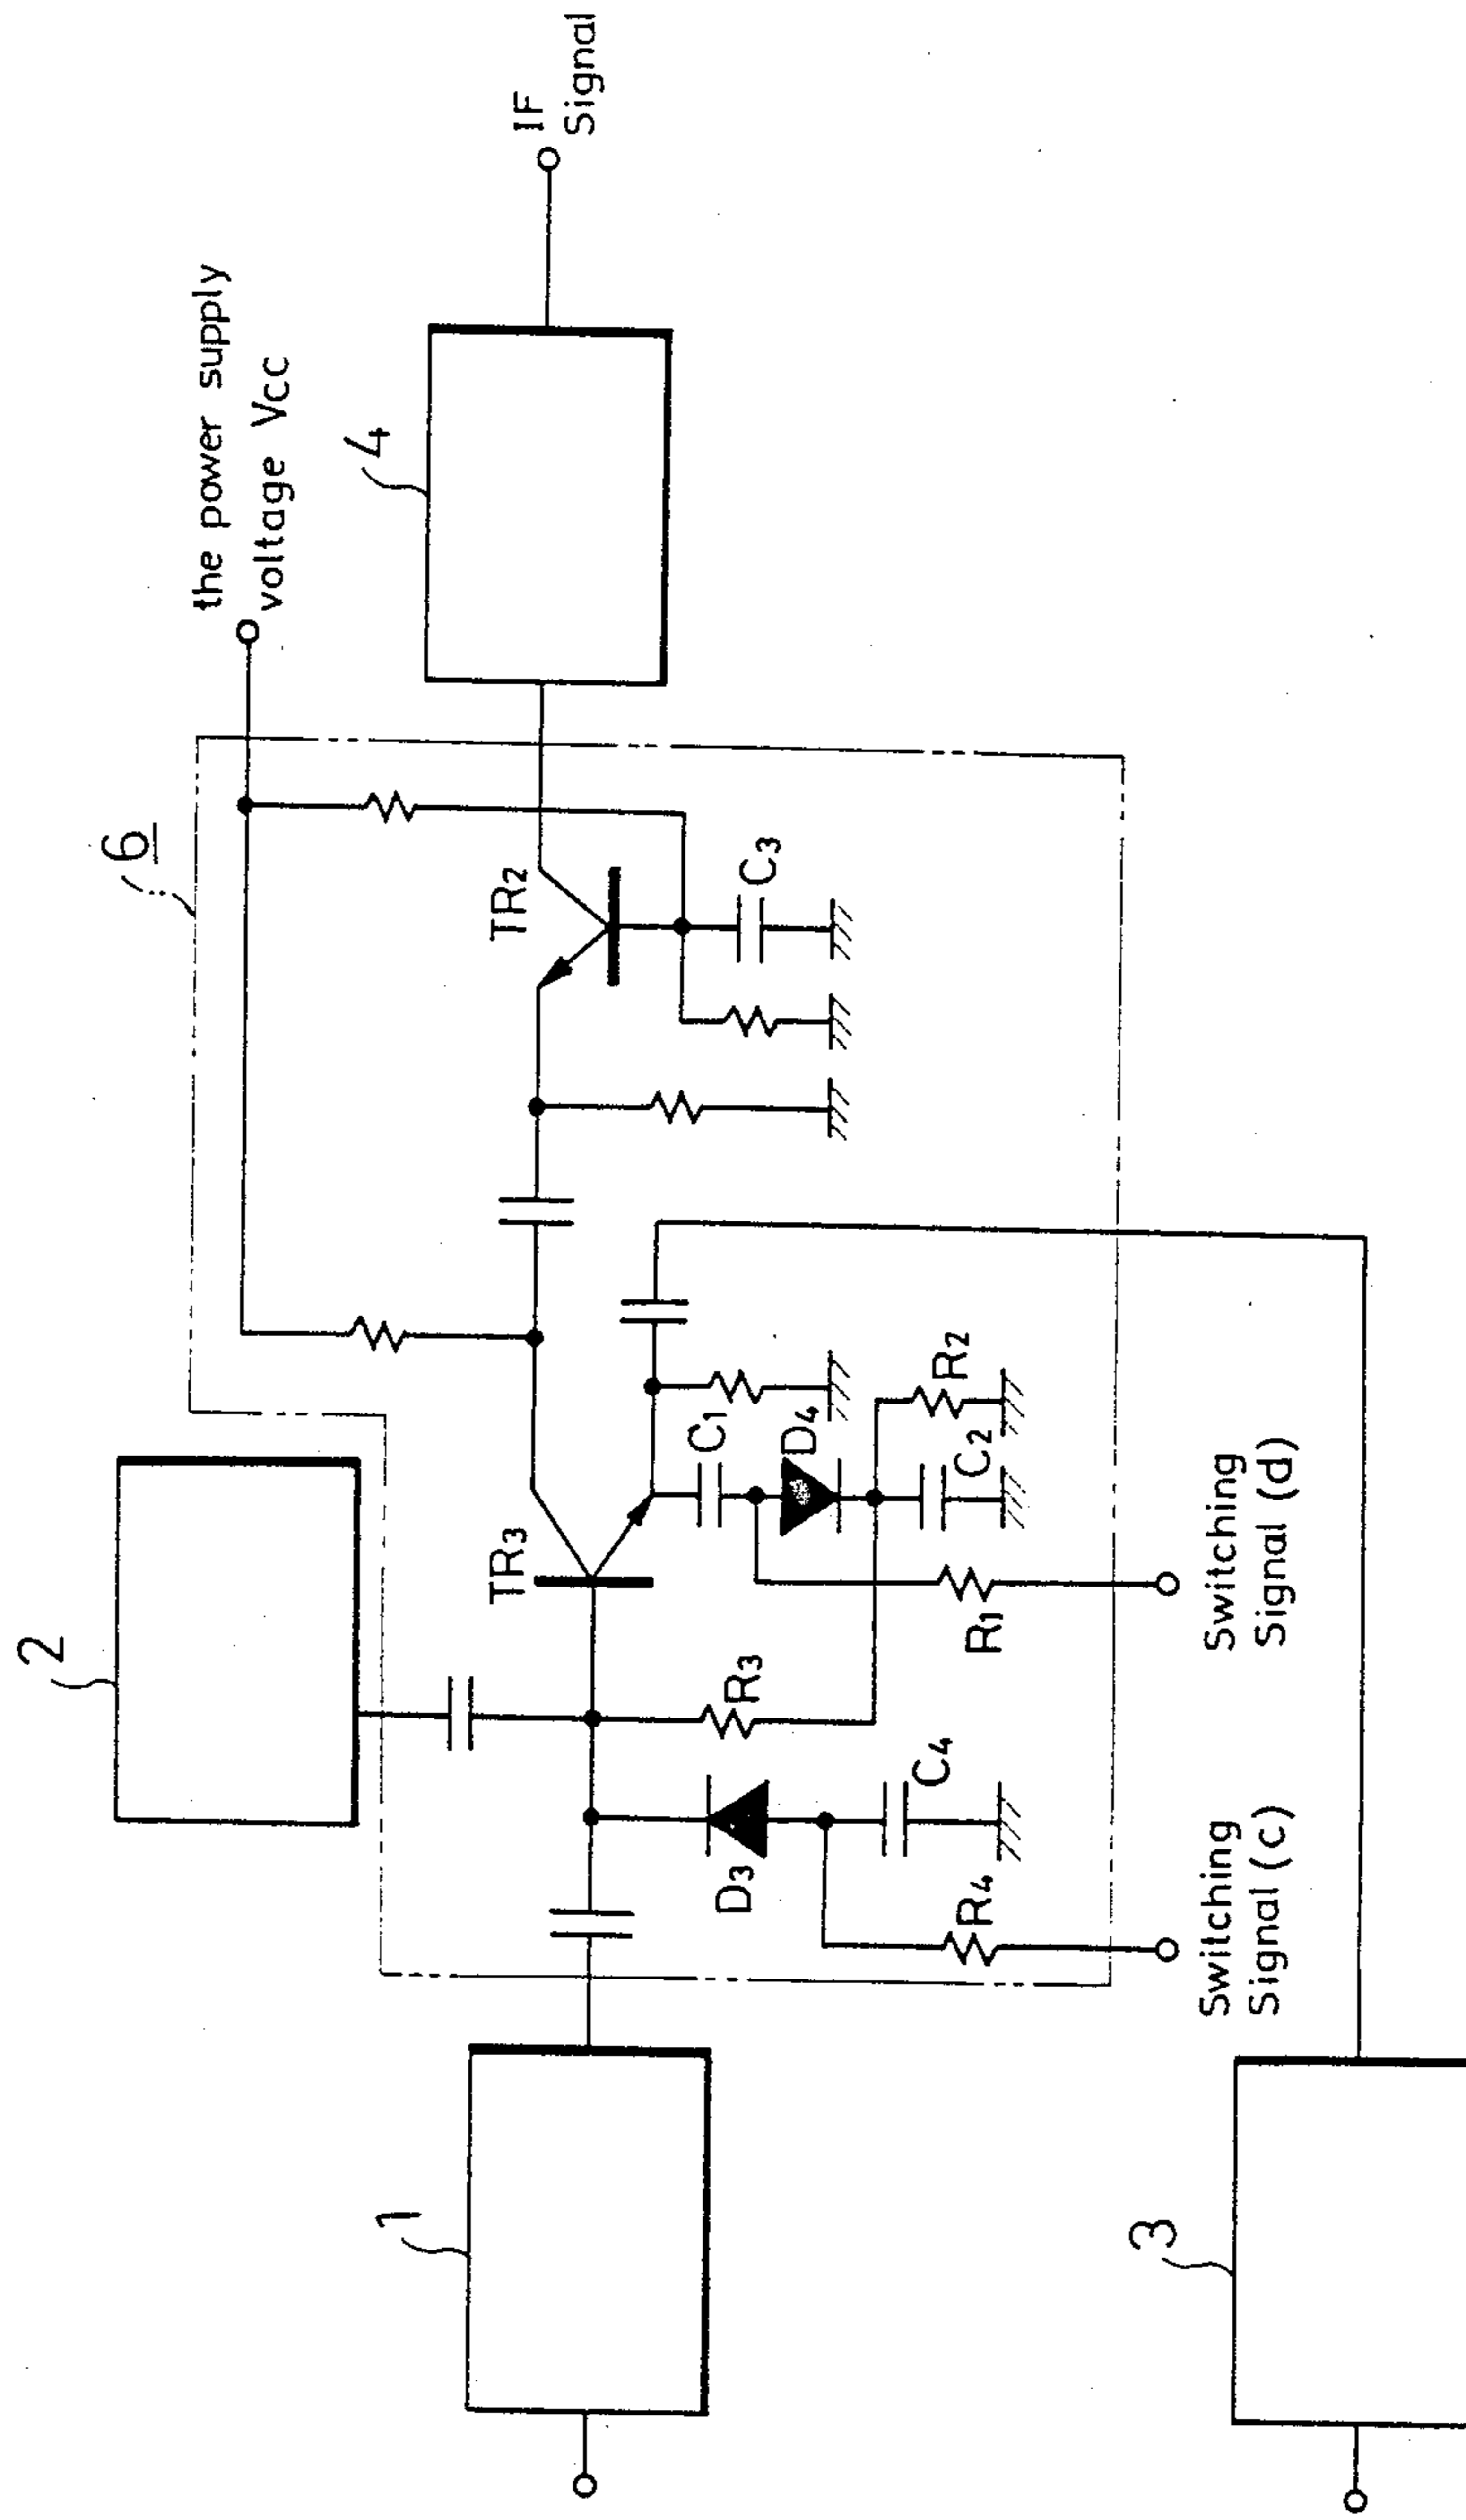 the power supply
voltage Vcc
6
2
TR3
TR2
4
IF
Signal
C3
1
D3
R3
C1
D4
R2
C2
C4
R4
R1
Switching
Signal (c)
Switching
Signal (d)
3